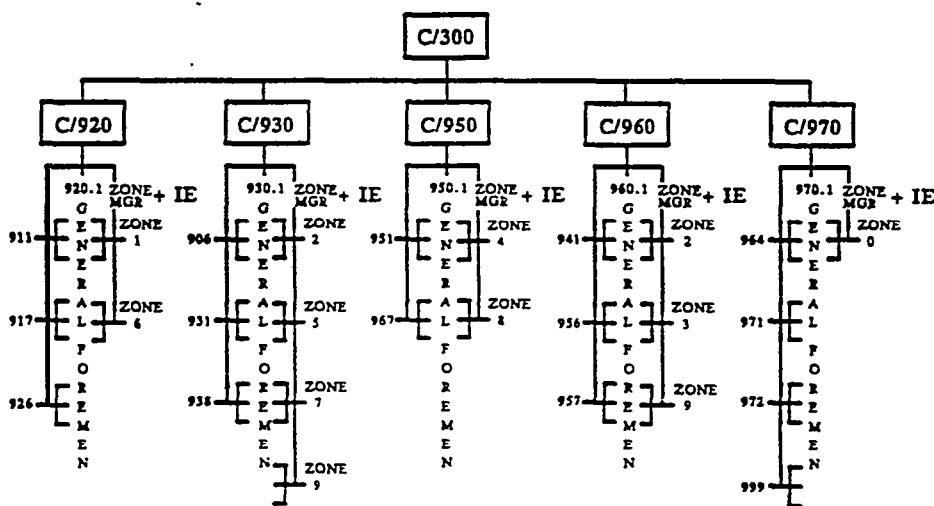 C/300
C/920
C/930
C/950
C/960
C/970
920.1 ZONE MGR + IE
GENERAL FOREMEN
911
ZONE 1
917
ZONE 6
926
930.1 ZONE MGR + IE
GENERAL FOREMEN
906
ZONE 2
931
ZONE 5
938
ZONE 7
ZONE 9
950.1 ZONE MGR + IE
GENERAL FOREMEN
951
ZONE 4
967
ZONE 8
960.1 ZONE MGR + IE
GENERAL FOREMEN
941
ZONE 2
956
ZONE 3
957
ZONE 9
970.1 ZONE MGR + IE
GENERAL FOREMEN
964
ZONE 0
971
972
999